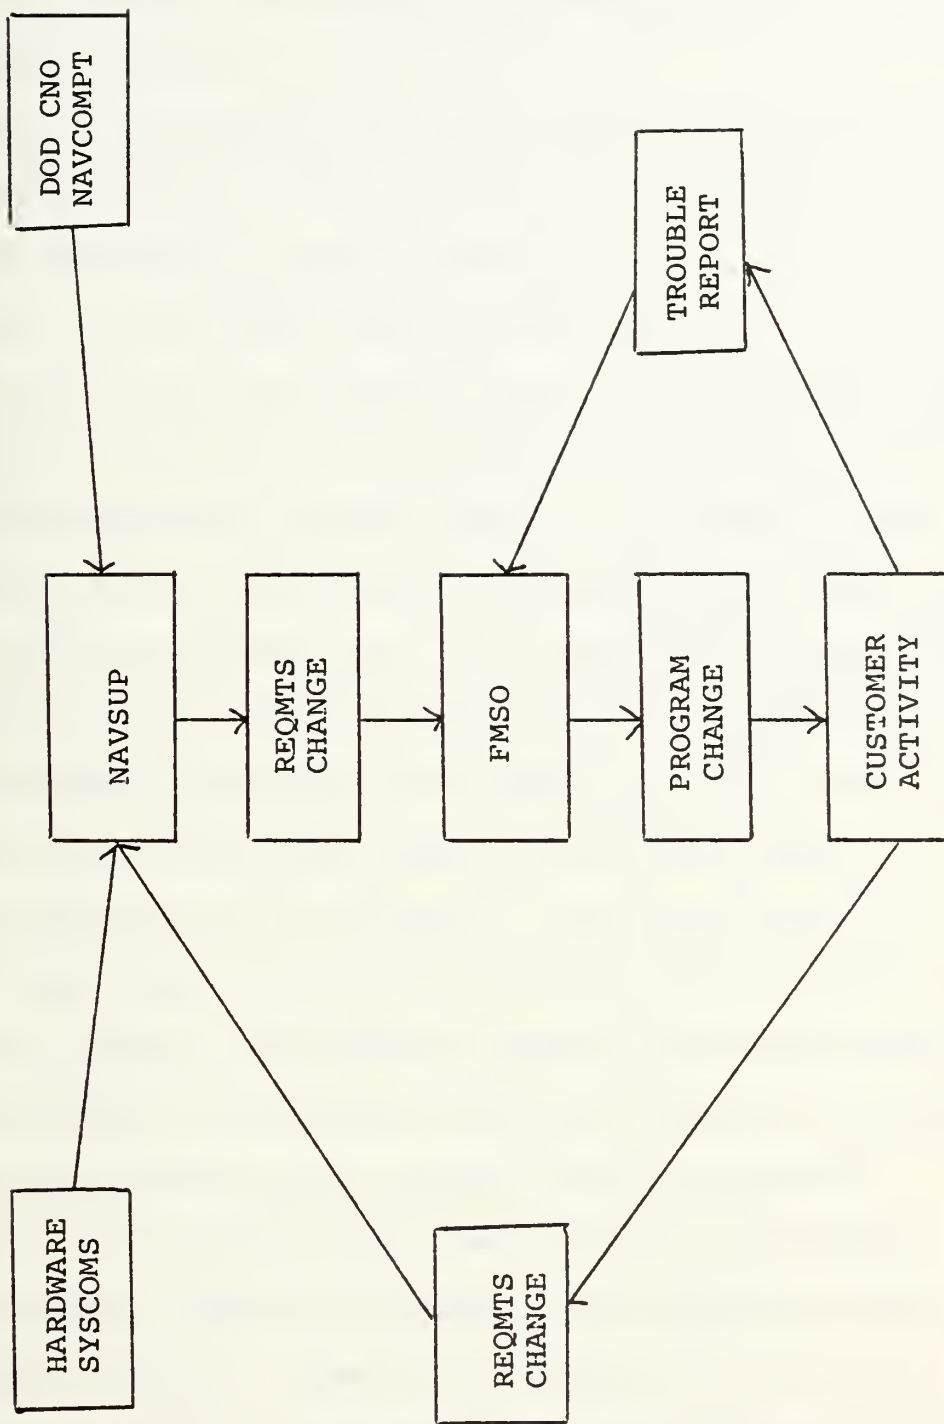 HARDWARE
SYSCOMS
NAVSUP
DOD CNO
NAVCOMPT
REQMTS
CHANGE
REQMTS
CHANGE
FMSO
TROUBLE
REPORT
PROGRAM
CHANGE
CUSTOMER
ACTIVITY